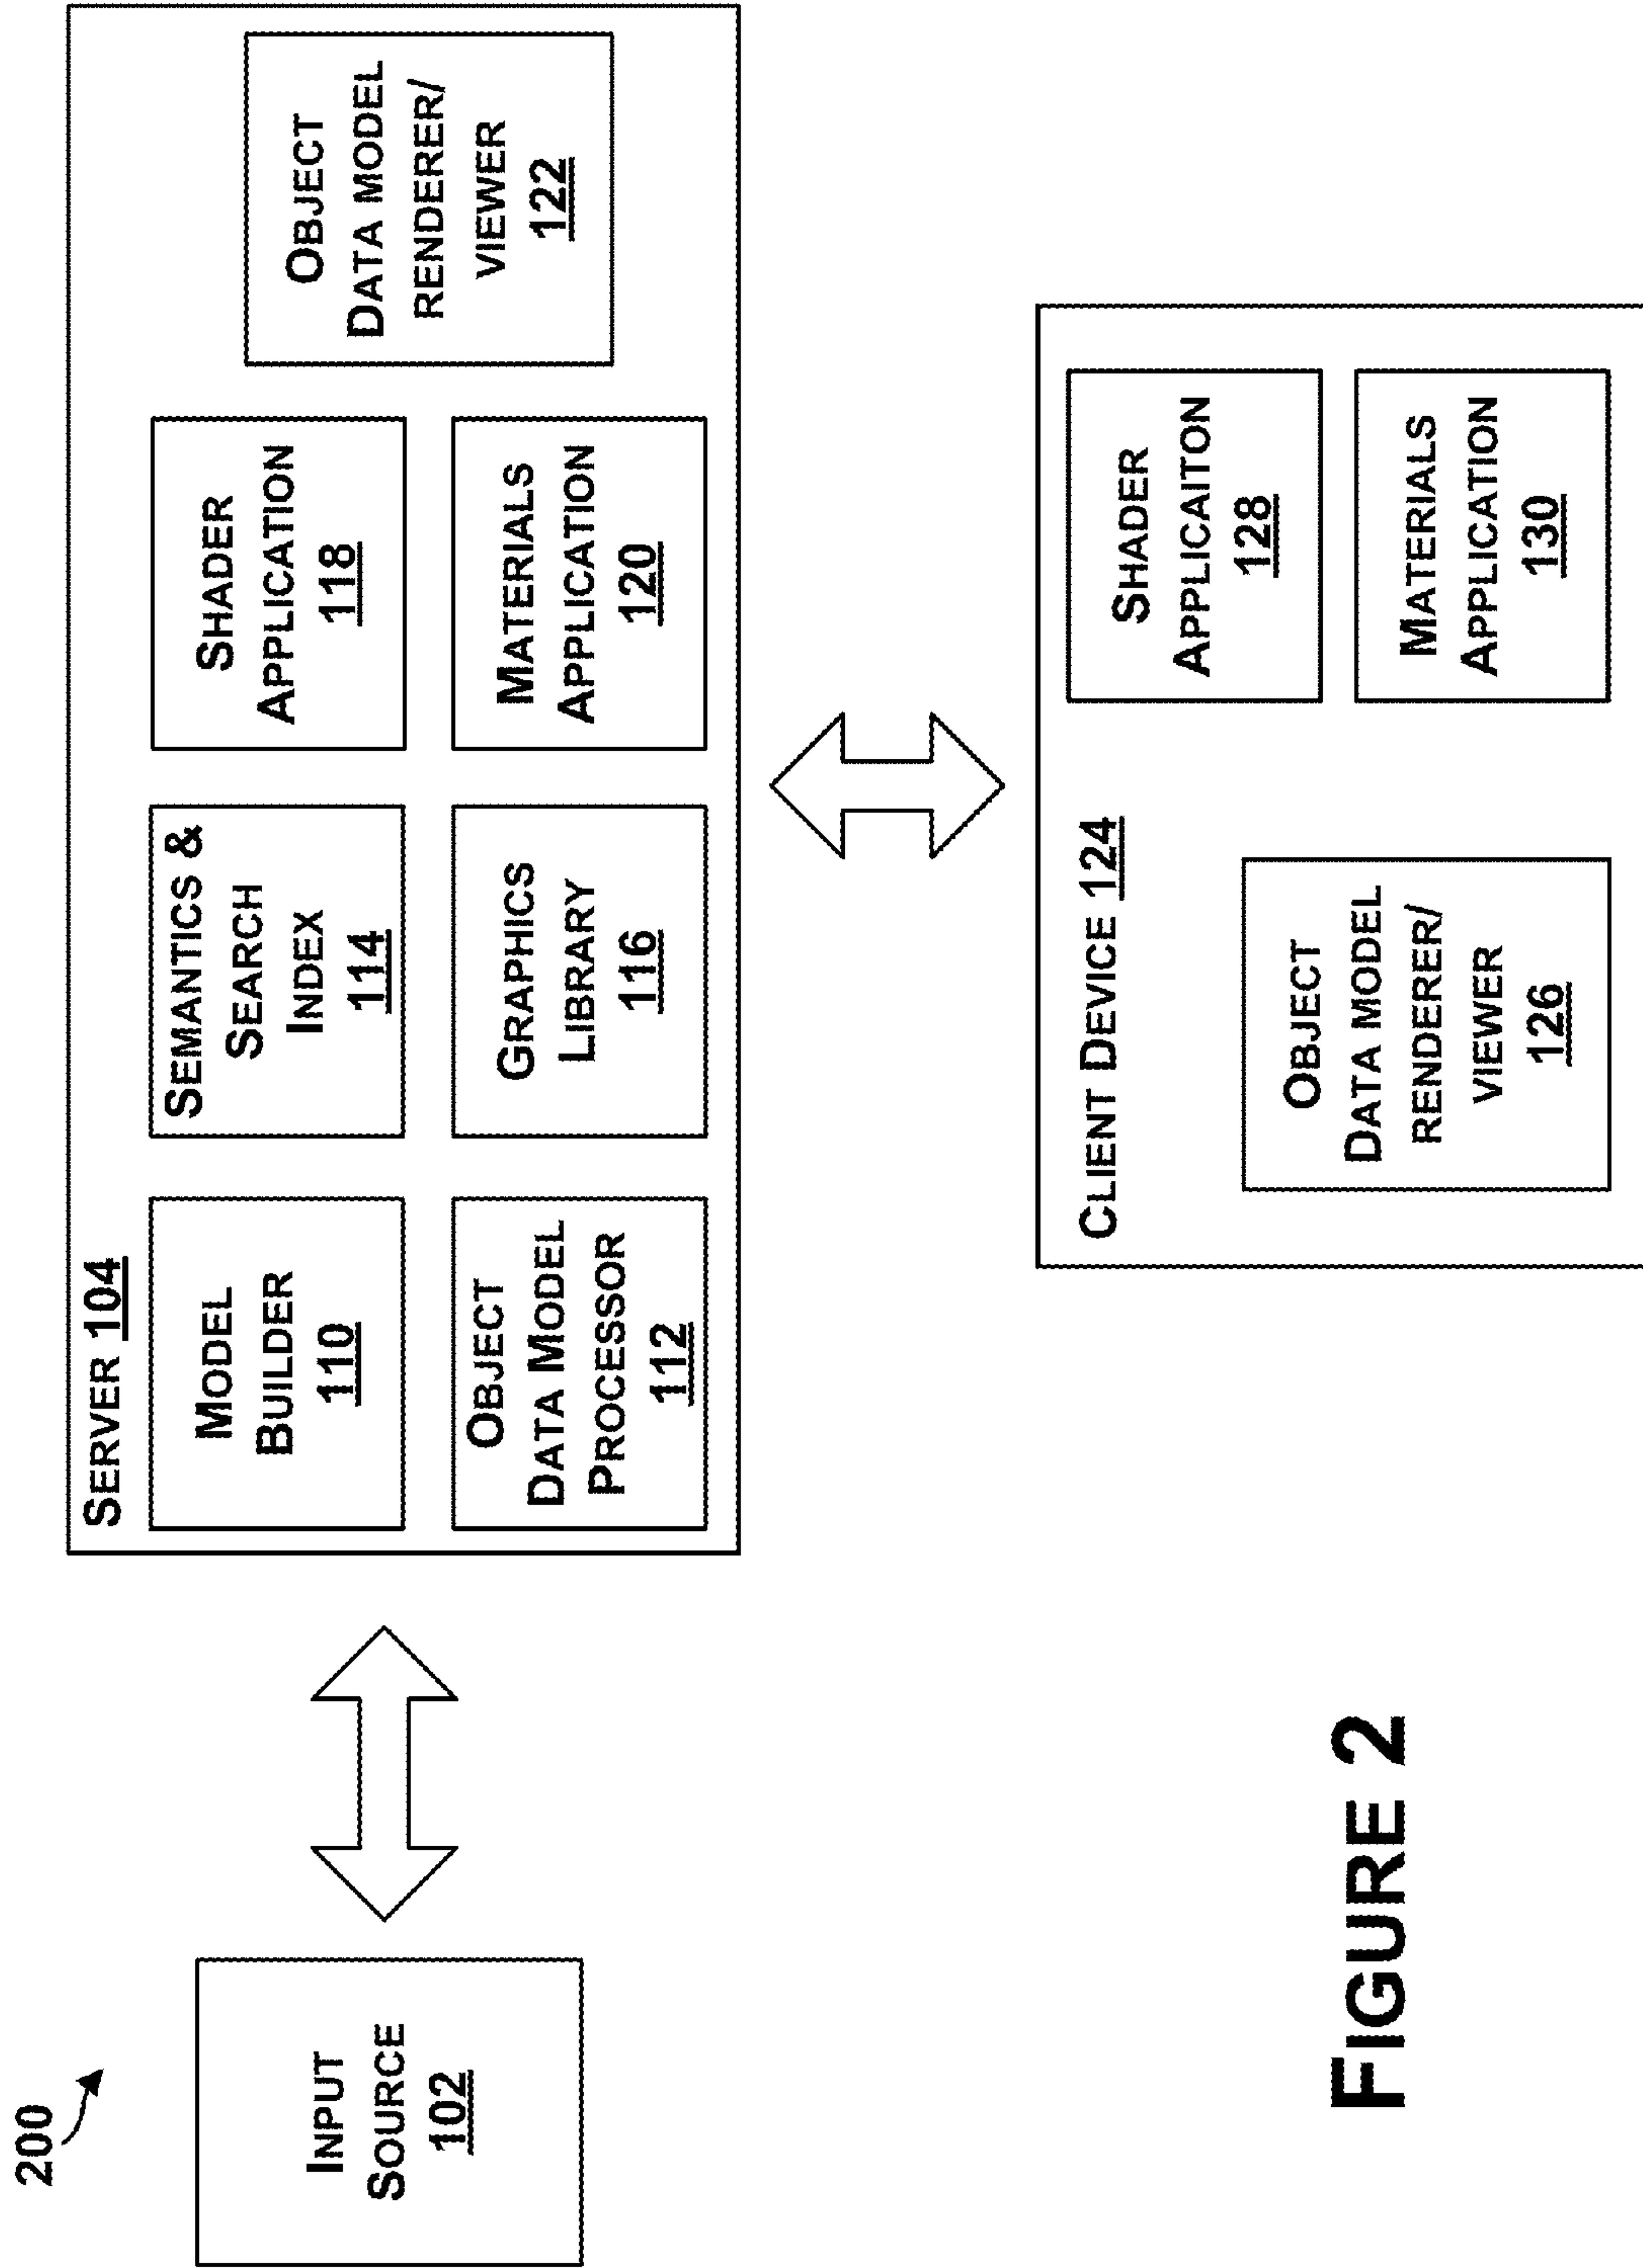 200
INPUT
SOURCE
102
SERVER 104
MODEL
BUILDER
110
OBJECT
DATA MODEL
PROCESSOR
112
SEMANTICS &
SEARCH
INDEX
114
GRAPHICS
LIBRARY
116
SHADER
APPLICATION
118
MATERIALS
APPLICATION
120
OBJECT
DATA MODEL
RENDERER/
VIEWER
122
CLIENT DEVICE 124
OBJECT
DATA MODEL
RENDERER/
VIEWER
126
SHADER
APPLICAITON
128
MATERIALS
APPLICATION
130
FIGURE 2